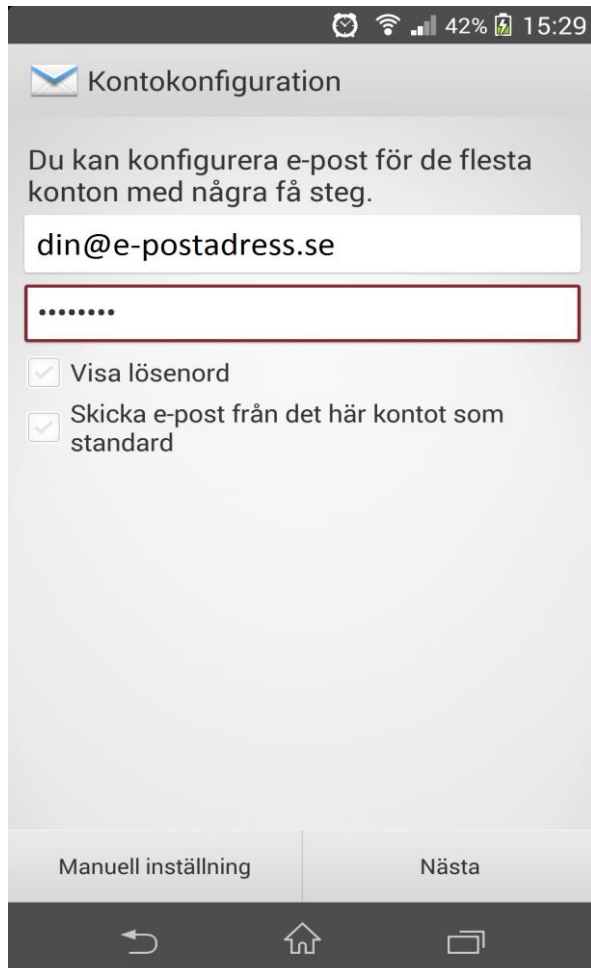 42% 15:29
Kontokonfiguration
Du kan konfigurera e-post för de flesta
konton med några få steg.
din@e-postadress.se
••••••••
Visa lösenord
Skicka e-post från det här kontot som
standard
Manuell inställning
Nästa